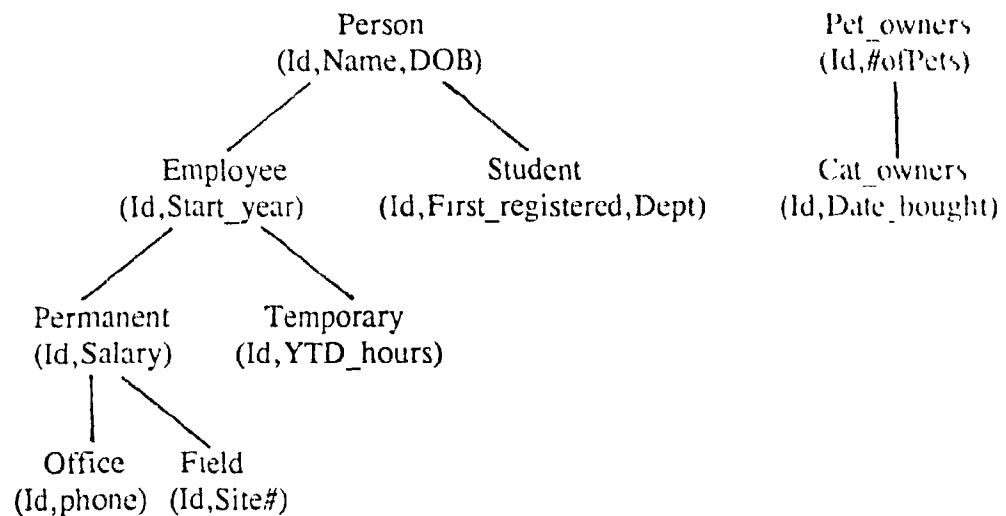 Person
(Id,Name,DOB)
Pet_owners
(Id,#ofPets)
Employee
(Id,Start_year)
Student
(Id,First_registered,Dept)
Cat_owners
(Id,Date_bought)
Permanent
(Id,Salary)
Temporary
(Id,YTD_hours)
Office
(Id,phone)
Field
(Id,Site#)